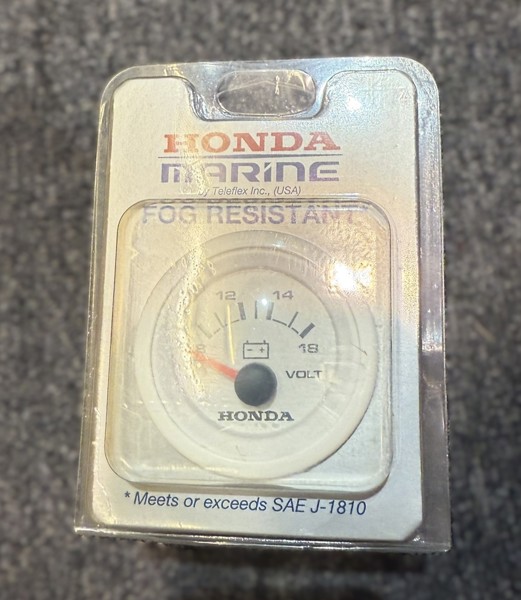 HONDA
MARINE
by Teleflex Inc., (USA)
FOG RESISTANT*
12 14
8 18
VOLT
HONDA
* Meets or exceeds SAE J-1810